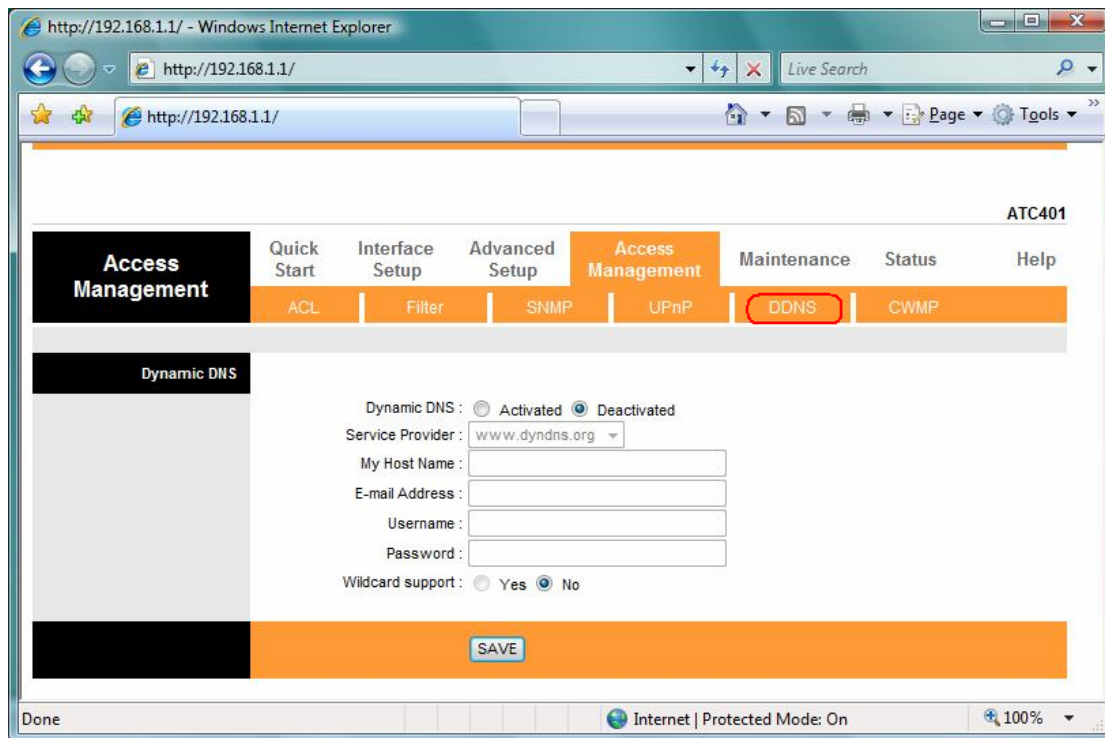 http://192.168.1.1/ - Windows Internet Explorer
http://192.168.1.1/
Live Search
http://192.168.1.1/
Page
Tools
ATC401
Access Management
Quick Start
Interface Setup
Advanced Setup
Access Management
Maintenance
Status
Help
ACL
Filter
SNMP
UPnP
DDNS
CWMP
Dynamic DNS
Dynamic DNS : Activated Deactivated
Service Provider : www.dyndns.org
My Host Name :
E-mail Address :
Username :
Password :
Wildcard support : Yes No
SAVE
Done
Internet | Protected Mode: On
100%